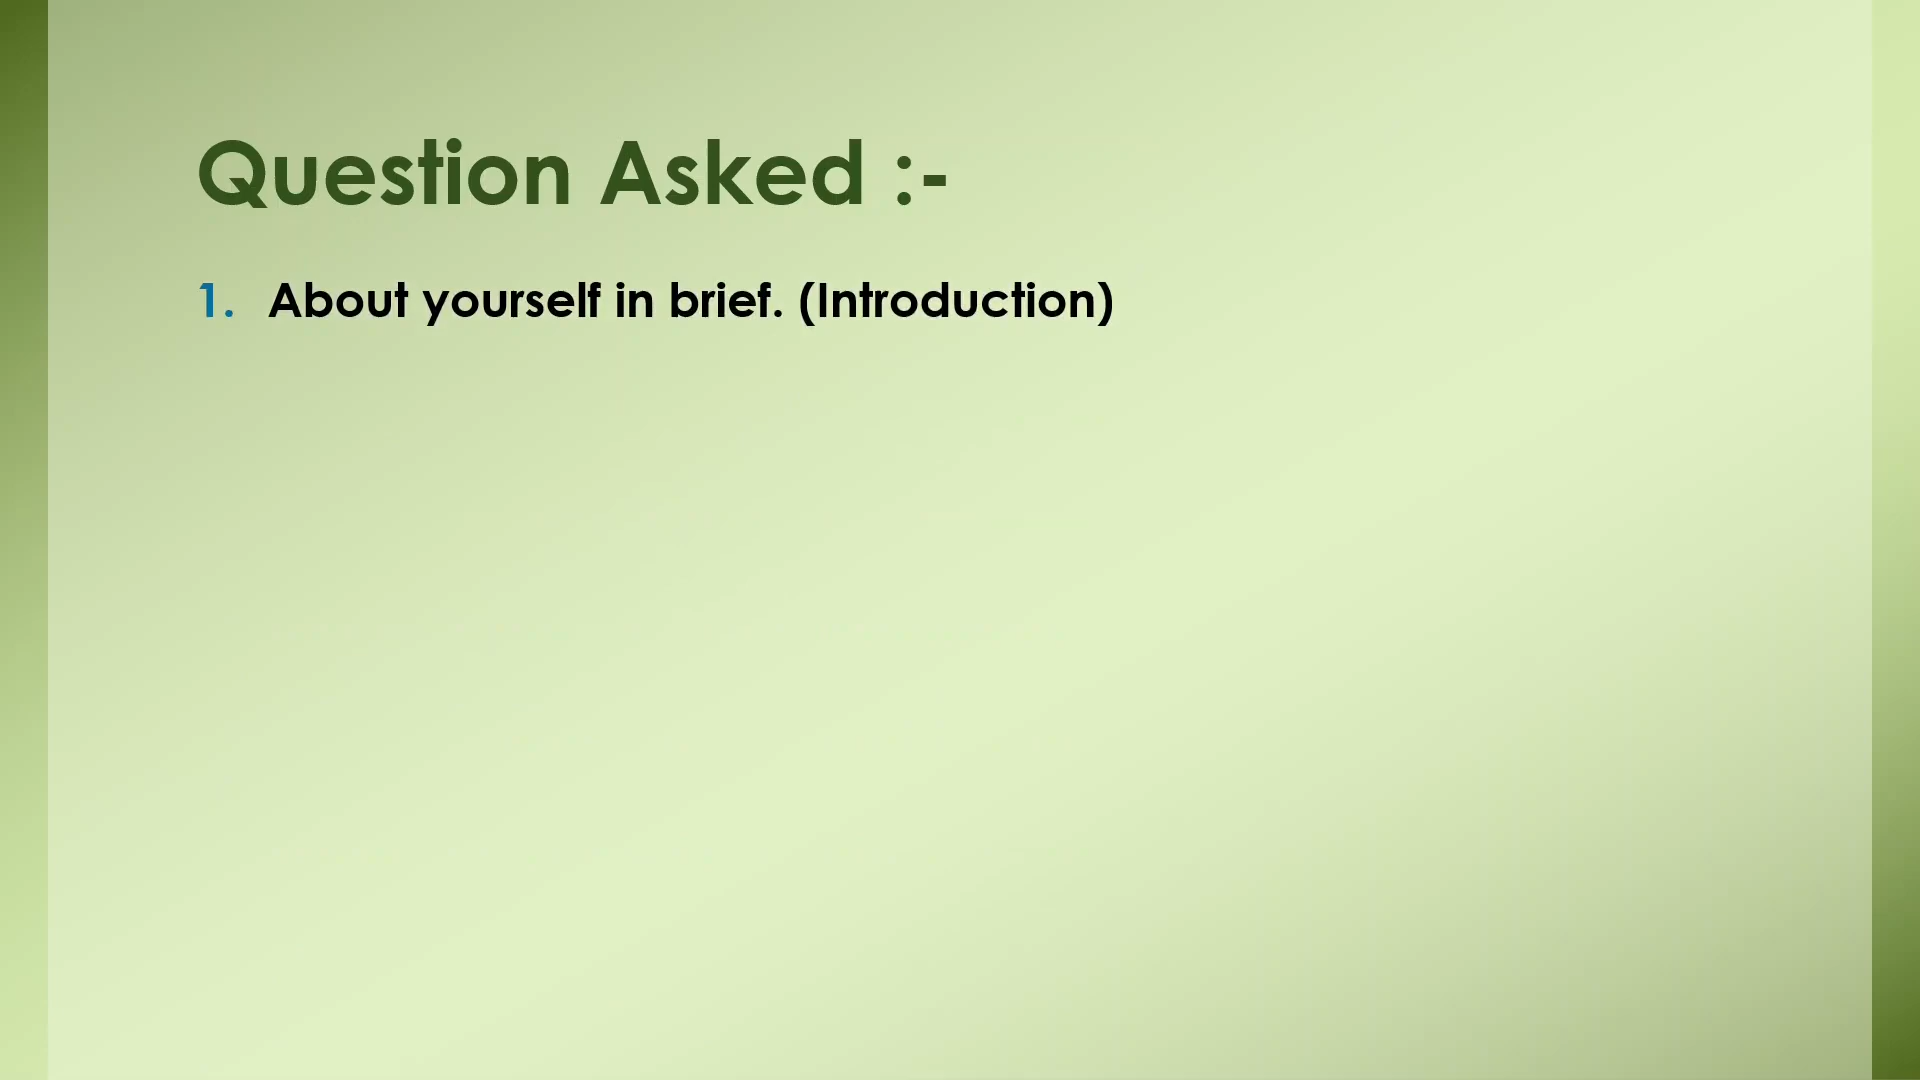 Question Asked :-
1. About yourself in brief. (Introduction)